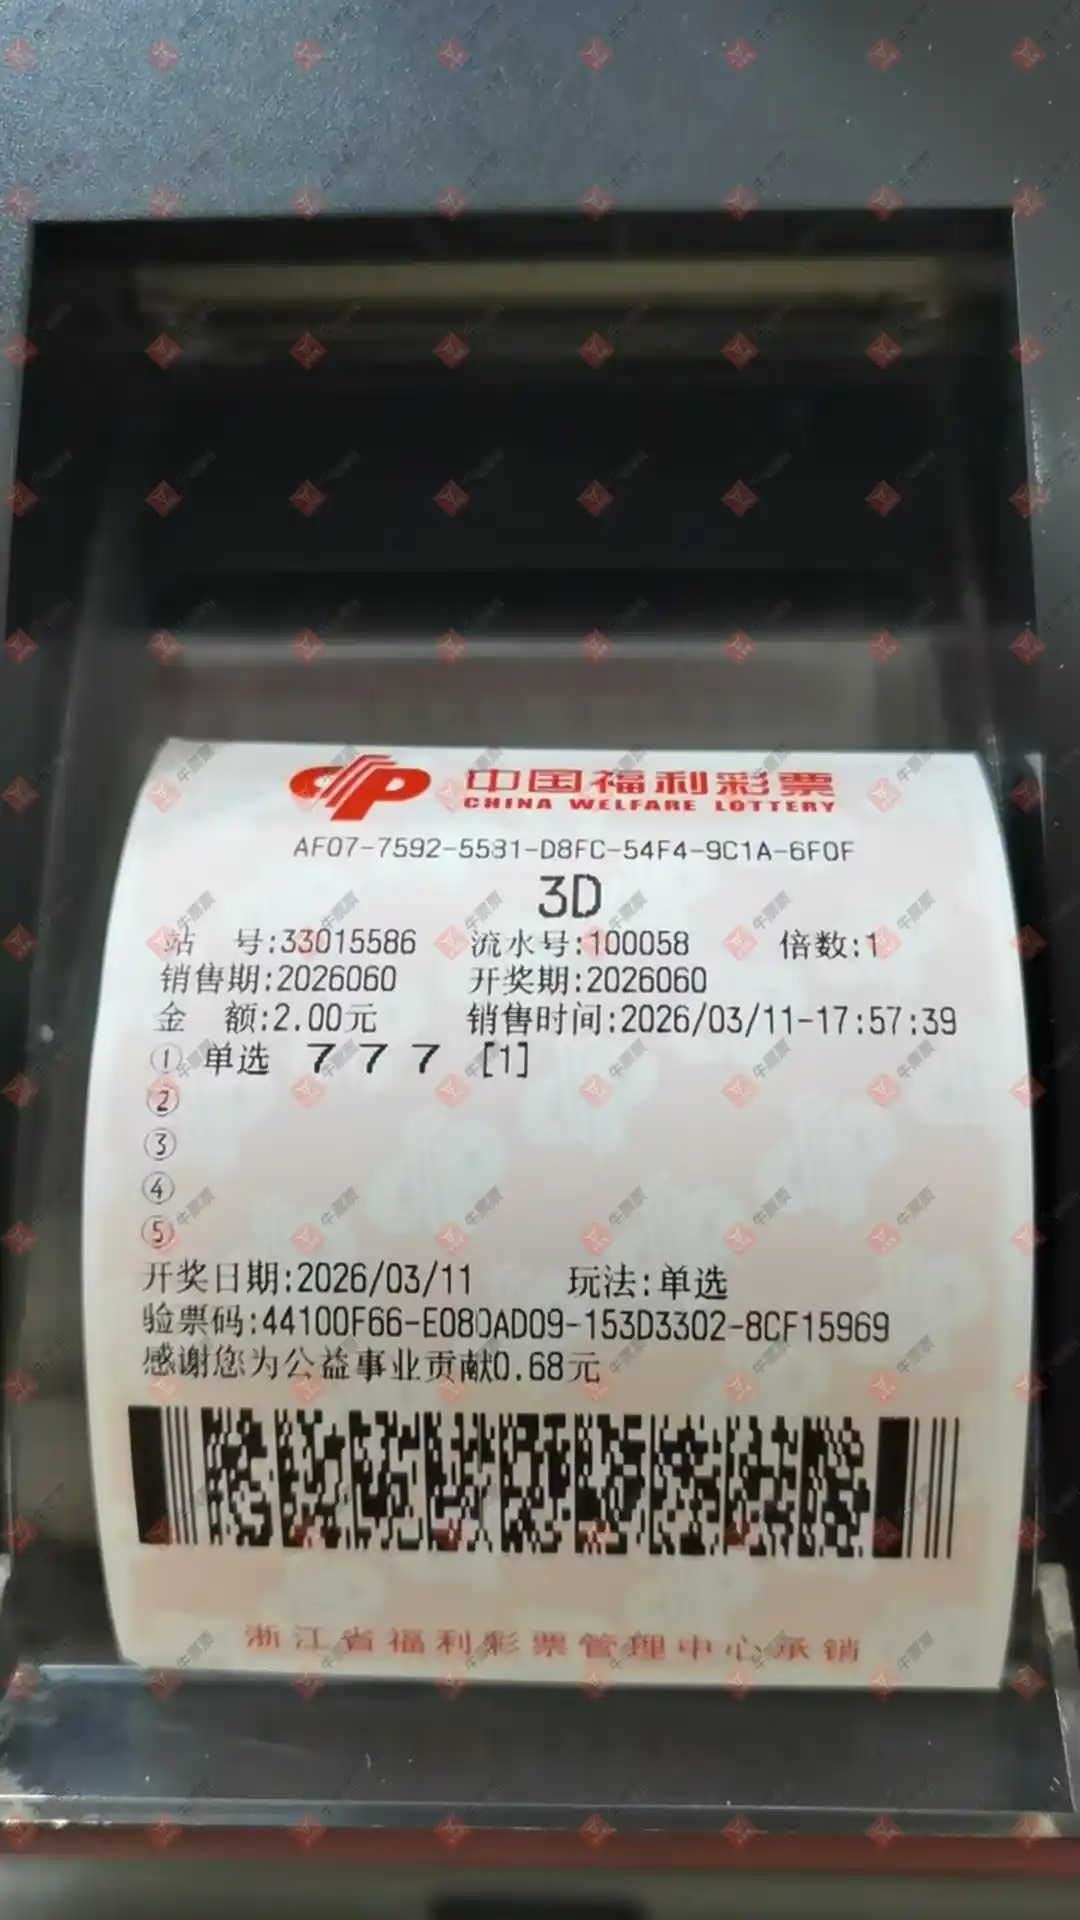 中国福利彩票
CHINA WELFARE LOTTERY
AF07-7592-5581-D8FC-54F4-9C1A-6F0F
3D
站 号:33015586 流水号:100058 倍数:1
销售期:2026060 开奖期:2026060
金 额:2.00元 销售时间:2026/03/11-17:57:39
① 单选 7 7 7 [1]
②
③
④
⑤
开奖日期:2026/03/11 玩法:单选
验票码:44100F66-E080AD09-153D3302-8CF15969
感谢您为公益事业贡献0.68元
浙江省福利彩票管理中心承销
牛票票